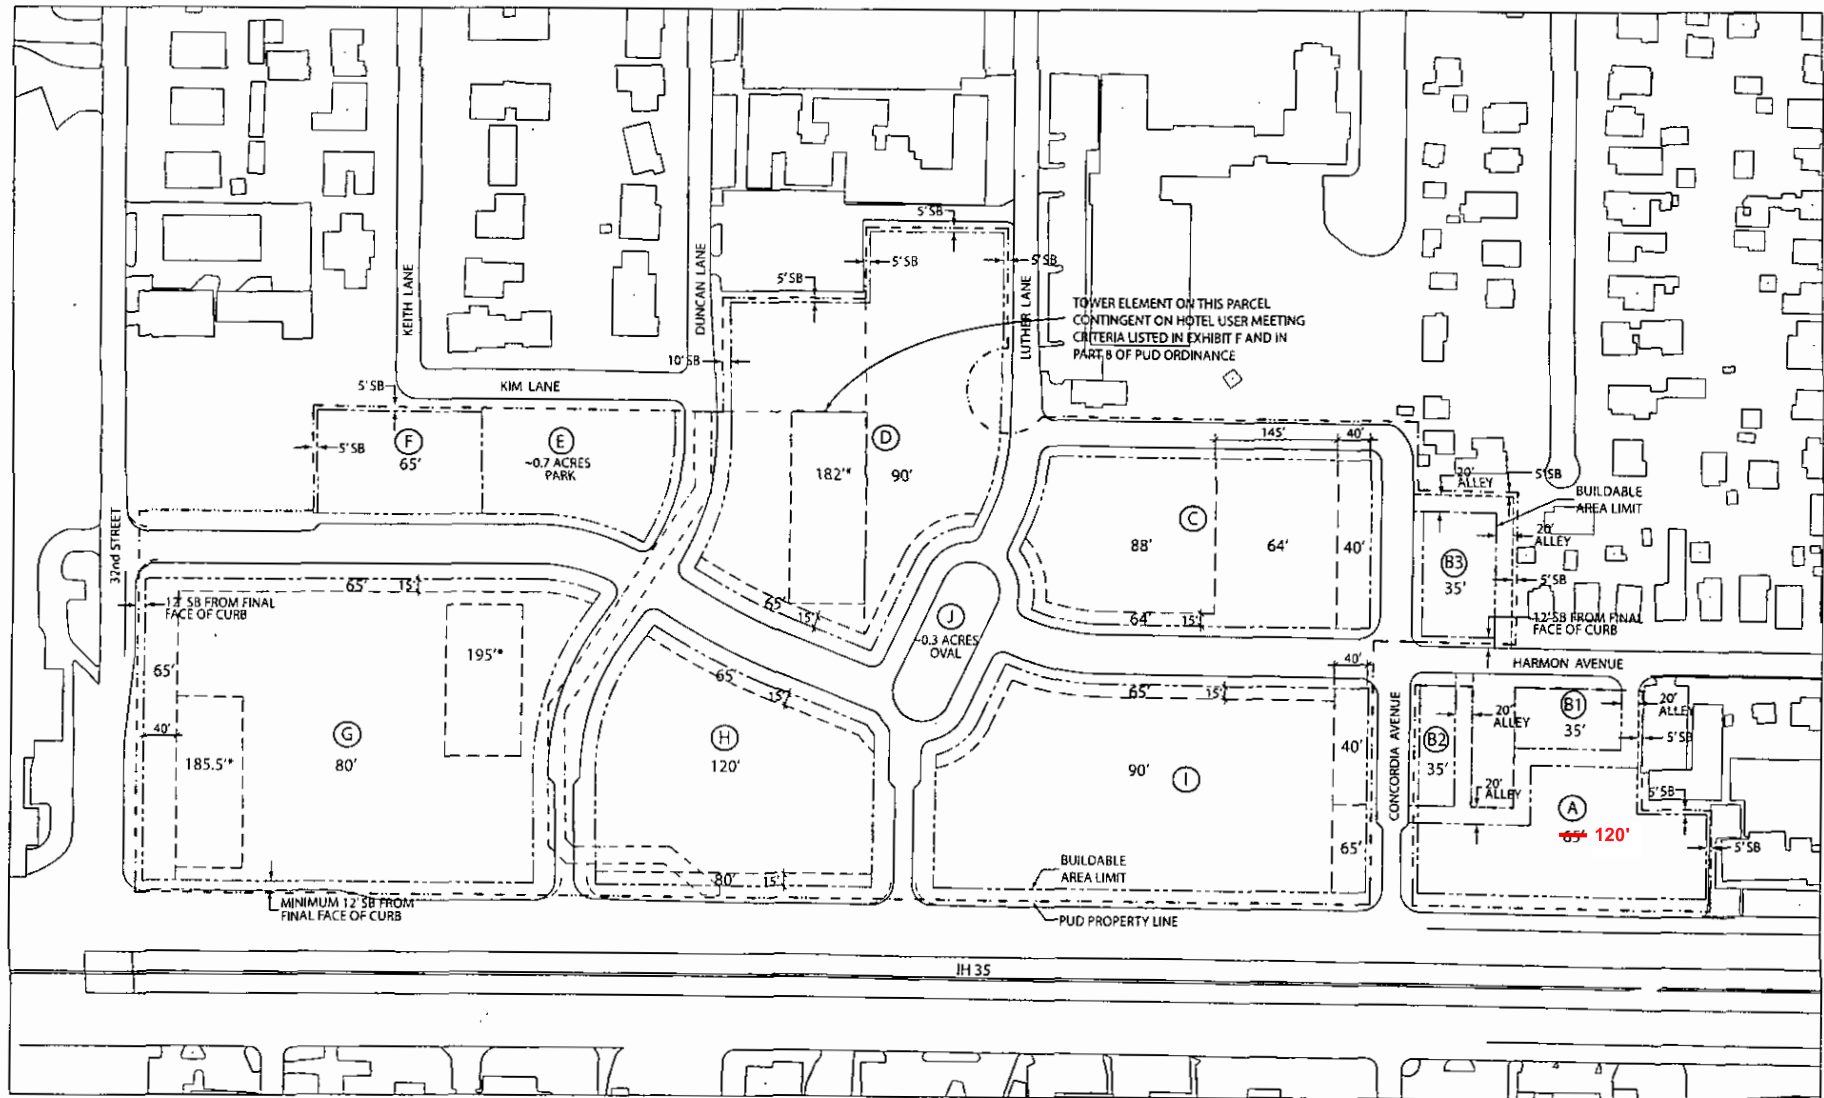 5' SB
5' SB
5' SB
5' SB
KEITH LANE
DUNCAN LANE
LUTHER LANE
TOWER ELEMENT ON THIS PARCEL
CONTINGENT ON HOTEL USER MEETING
CRITERIA LISTED IN EXHIBIT F AND IN
PART 8 OF PUD ORDINANCE
10' SB
5' SB
KIM LANE
F
65'
5' SB
E
~0.7 ACRES
PARK
D
182'*
90'
145'
40'
C
88'
64'
40'
64'
15'
20'
ALLEY
5' SB
BUILDABLE
AREA LIMIT
20'
ALLEY
B3
35'
5' SB
12' SB FROM FINAL
FACE OF CURB
32nd STREET
12' SB FROM FINAL
FACE OF CURB
65'
15'
65'
15'
J
~0.3 ACRES
OVAL
65'
195'*
40'
G
185.5'*
80'
65'
15'
H
120'
80'
15'
65'
15'
40'
40'
90'
I
65'
CONCORDIA AVENUE
HARMON AVENUE
20'
ALLEY
B1
35'
20'
ALLEY
5' SB
B2
35'
20'
ALLEY
5' SB
A
65' 120'
5' SB
MINIMUM 12' SB FROM
FINAL FACE OF CURB
BUILDABLE
AREA LIMIT
PUD PROPERTY LINE
IH 35